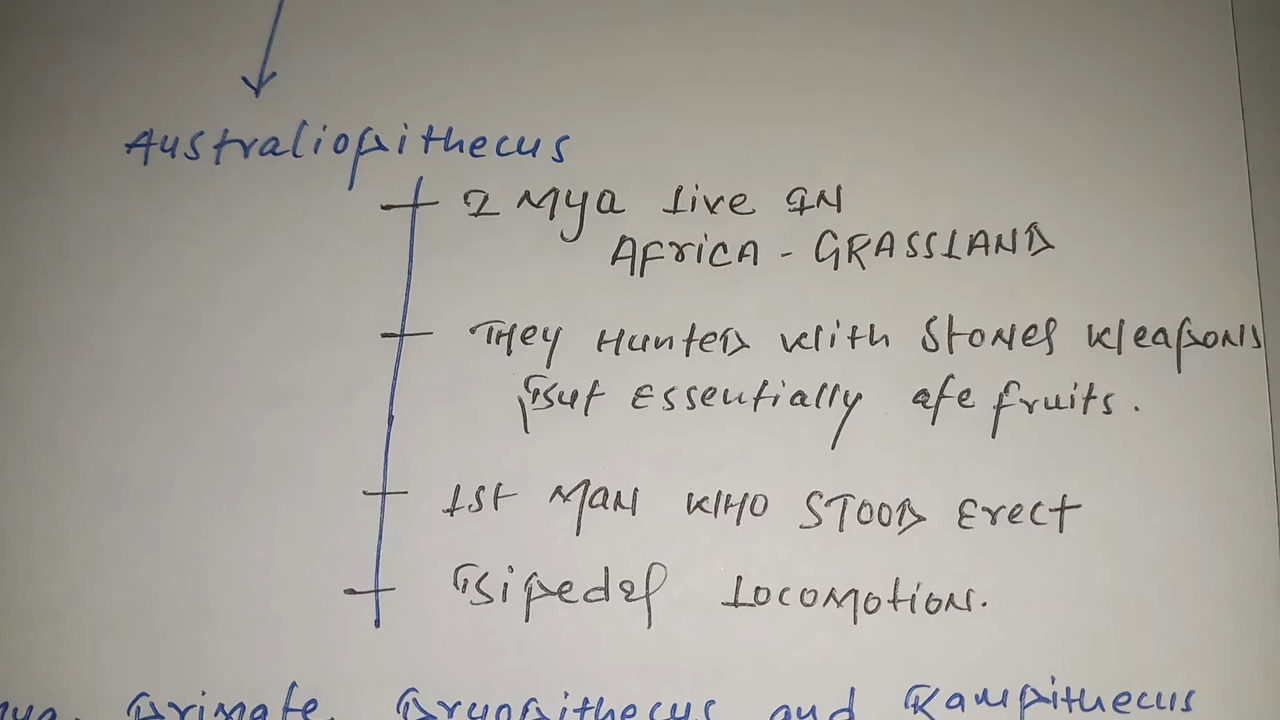 Australiopithecus
2 Mya live IN
AFrICA - GRASSLAND
They Hunted with Stones weapons
But Essentially ate fruits.
1st Man WHO STOOD Erect
Bipedal Locomotion.
Primate Dryopithecus and Ramapithecus